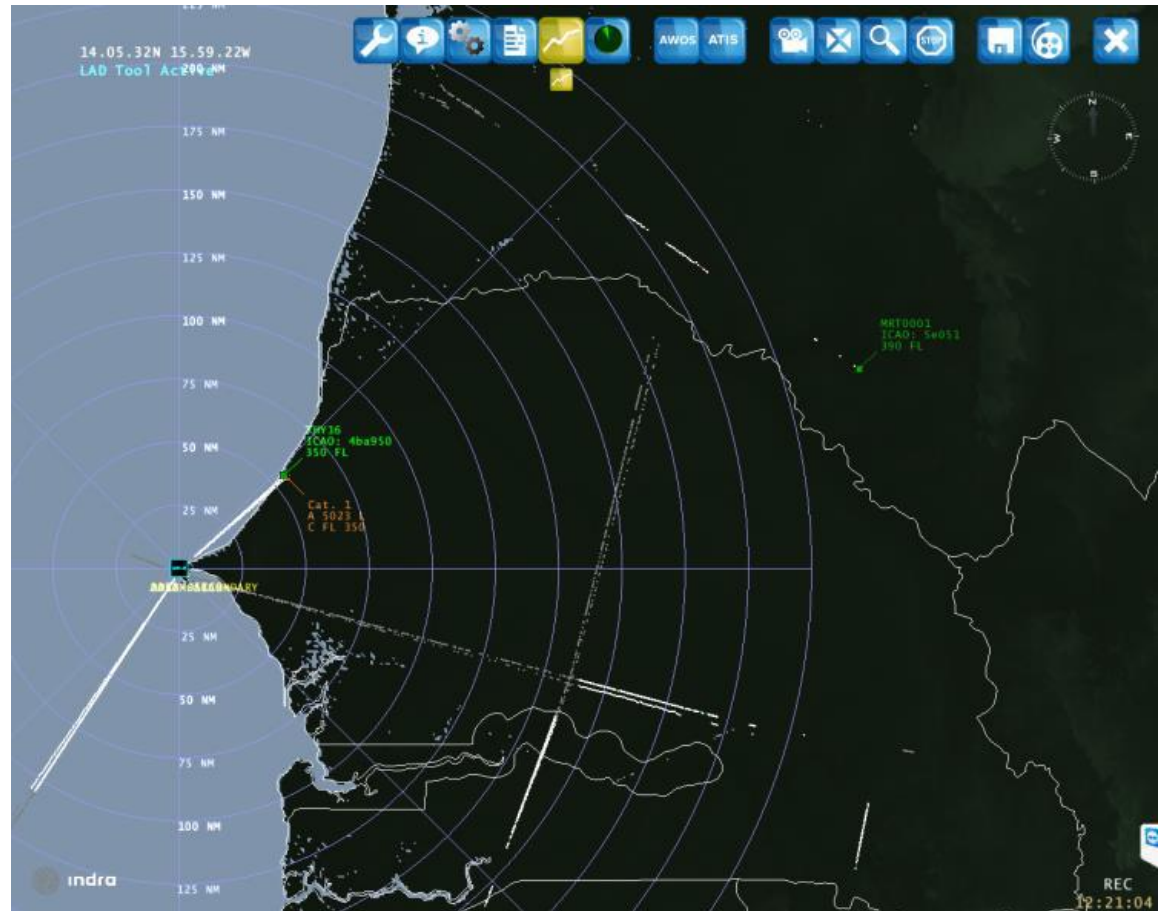 225 NM
14.05.32N 15.59.22W
LAD Tool Active
200 NM
AWOS
ATIS
STOP
175 NM
150 NM
125 NM
100 NM
75 NM
50 NM
25 NM
N
E
S
W
MRT0001
ICAO: 5e051
390 FL
THY36
ICAO: 4ba950
350 FL
Cat. 1
A 5023 L
C FL 350
25 NM
50 NM
75 NM
100 NM
125 NM
indra
REC
12:21:04